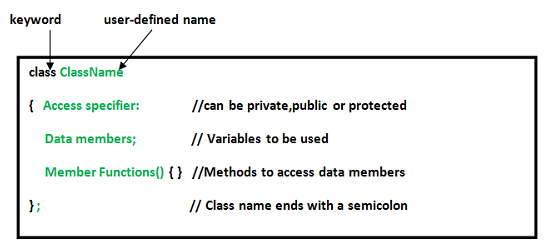 keyword user-defined name
class ClassName
{ Access specifier: //can be private,public or protected
Data members; // Variables to be used
Member Functions() { } //Methods to access data members
} ; // Class name ends with a semicolon